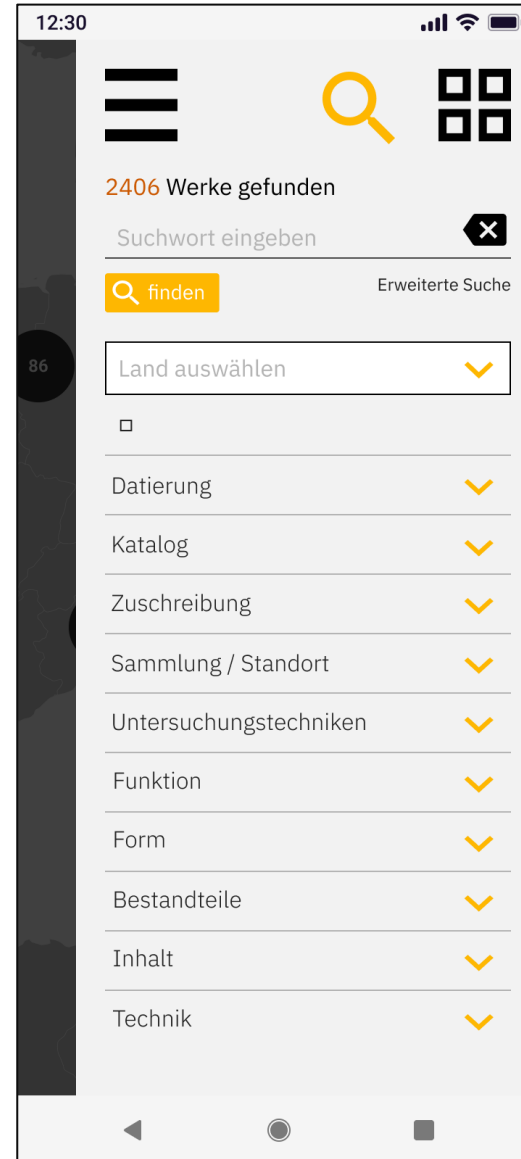 12:30
2406 Werke gefunden
Suchwort eingeben
finden
Erweiterte Suche
86
Land auswählen
Datierung
Katalog
Zuschreibung
Sammlung / Standort
Untersuchungstechniken
Funktion
Form
Bestandteile
Inhalt
Technik